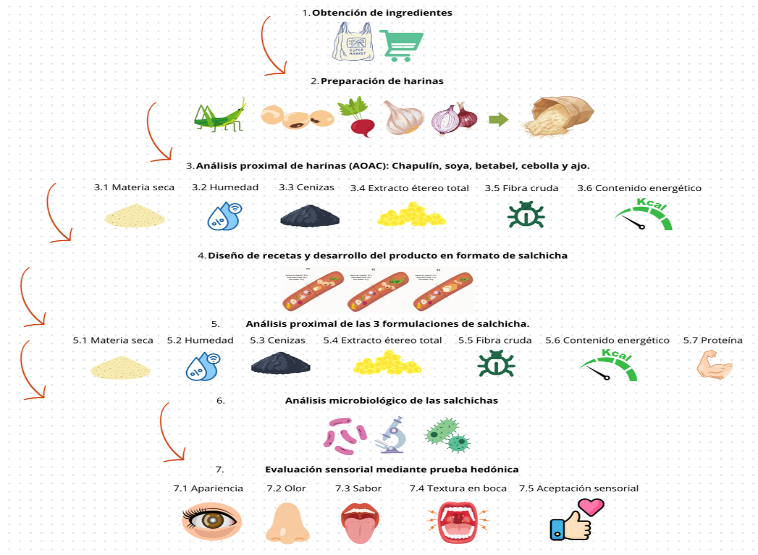 1. Obtención de ingredientes
SUPER
MARKET
2. Preparación de harinas
3. Análisis proximal de harinas (AOAC): Chapulín, soya, betabel, cebolla y ajo.
3.1 Materia seca 3.2 Humedad 3.3 Cenizas 3.4 Extracto étereo total 3.5 Fibra cruda 3.6 Contenido energético
%
Kcal
4. Diseño de recetas y desarrollo del producto en formato de salchicha
5. Análisis proximal de las 3 formulaciones de salchicha.
5.1 Materia seca 5.2 Humedad 5.3 Cenizas 5.4 Extracto étereo total 5.5 Fibra cruda 5.6 Contenido energético 5.7 Proteína
%
Kcal
6. Análisis microbiológico de las salchichas
7. Evaluación sensorial mediante prueba hedónica
7.1 Apariencia 7.2 Olor 7.3 Sabor 7.4 Textura en boca 7.5 Aceptación sensorial